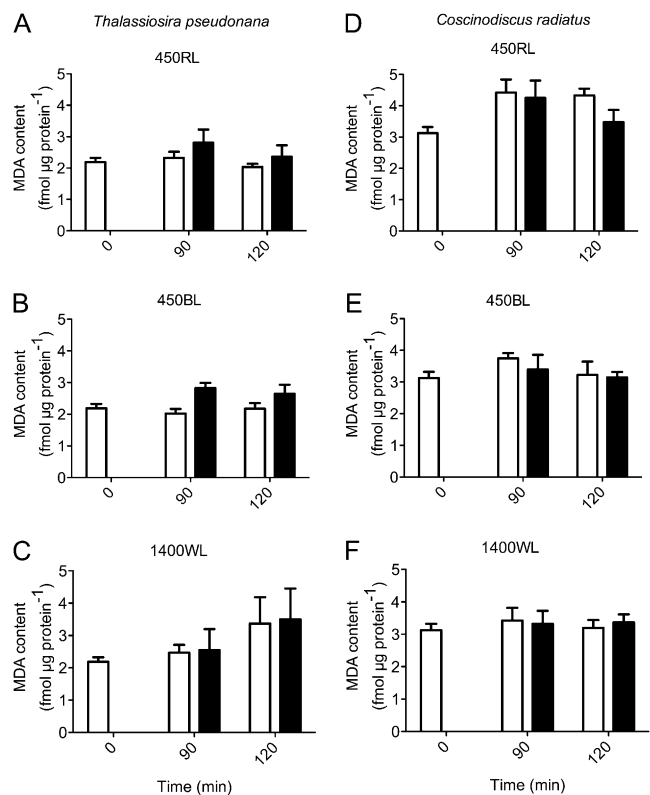 A Thalassiosira pseudonana
450RL
MDA content
(fmol µg protein⁻¹)
5
4
3
2
1
0
0
90
120
B
450BL
MDA content
(fmol µg protein⁻¹)
5
4
3
2
1
0
0
90
120
C
1400WL
MDA content
(fmol µg protein⁻¹)
5
4
3
2
1
0
0
90
120
Time (min)
D Coscinodiscus radiatus
450RL
MDA content
(fmol µg protein⁻¹)
5
4
3
2
1
0
0
90
120
E
450BL
MDA content
(fmol µg protein⁻¹)
5
4
3
2
1
0
0
90
120
F
1400WL
MDA content
(fmol µg protein⁻¹)
5
4
3
2
1
0
0
90
120
Time (min)